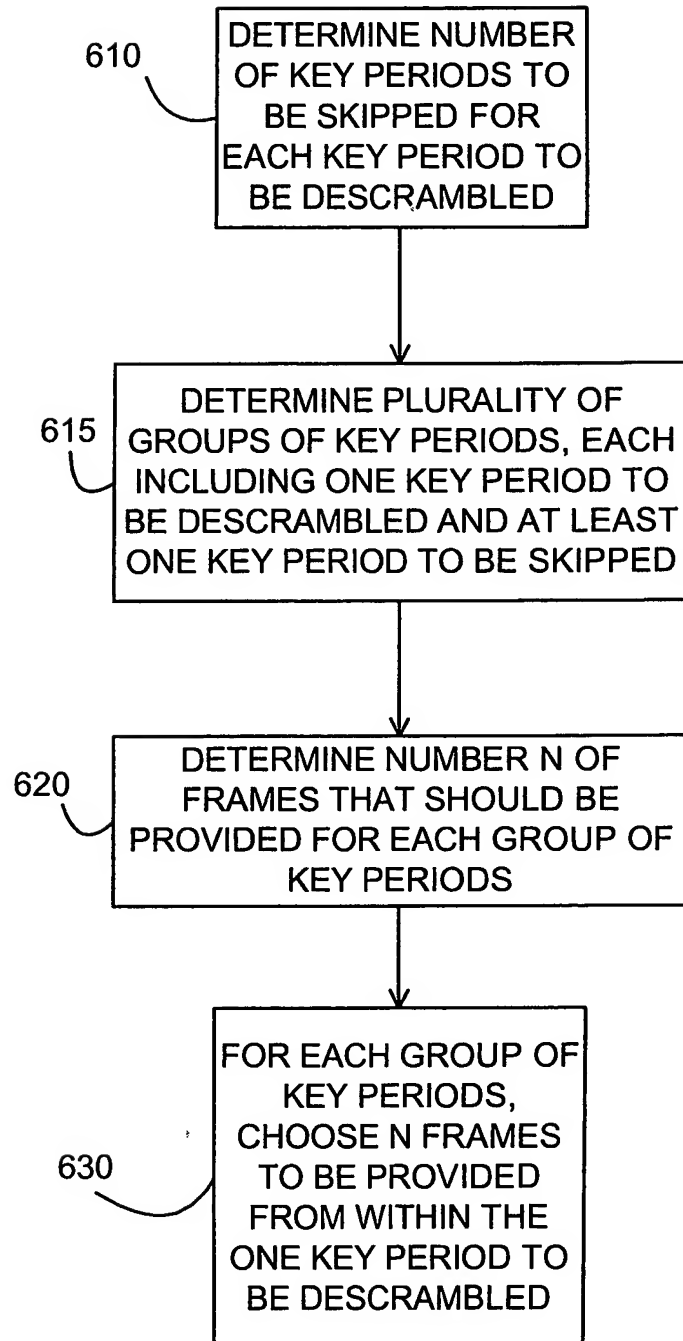 610
DETERMINE NUMBER
OF KEY PERIODS TO
BE SKIPPED FOR
EACH KEY PERIOD TO
BE DESCRAMBLED
615
DETERMINE PLURALITY OF
GROUPS OF KEY PERIODS, EACH
INCLUDING ONE KEY PERIOD TO
BE DESCRAMBLED AND AT LEAST
ONE KEY PERIOD TO BE SKIPPED
620
DETERMINE NUMBER N OF
FRAMES THAT SHOULD BE
PROVIDED FOR EACH GROUP OF
KEY PERIODS
630
FOR EACH GROUP OF
KEY PERIODS,
CHOOSE N FRAMES
TO BE PROVIDED
FROM WITHIN THE
ONE KEY PERIOD TO
BE DESCRAMBLED